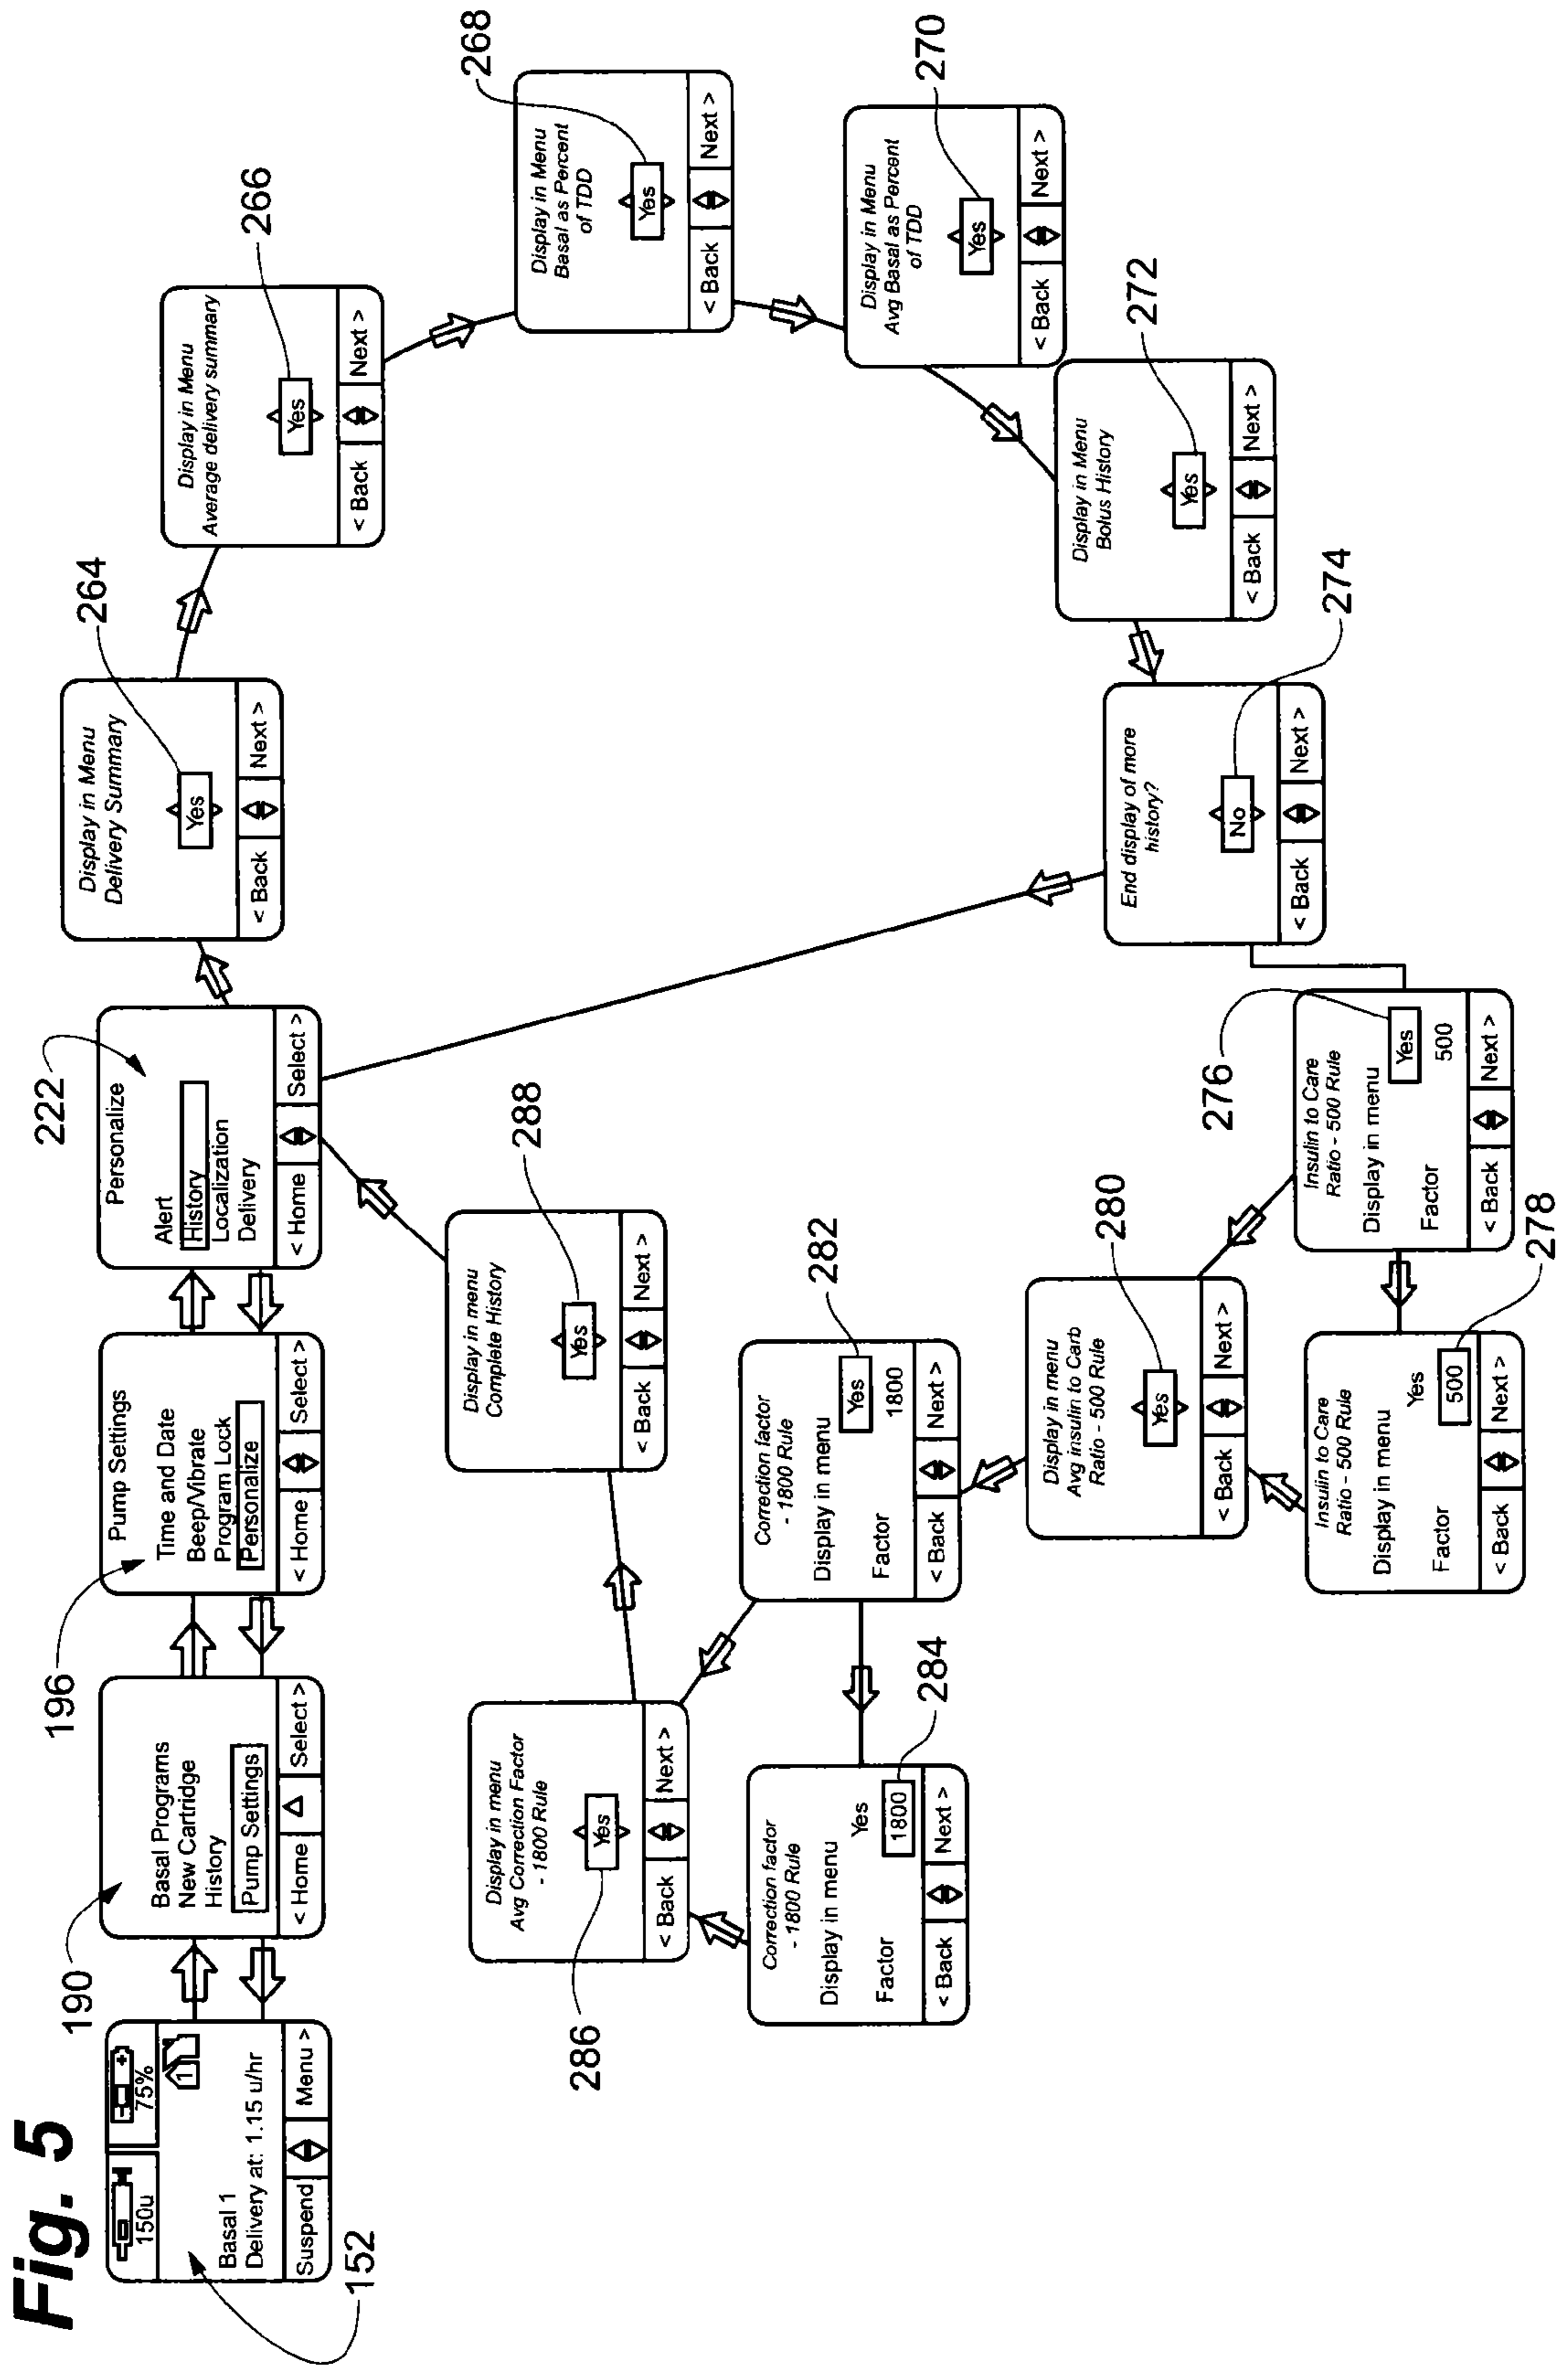 Fig. 5
150u
75%
1
Basal 1
Delivery at: 1.15 u/hr
Suspend
Menu >
152
190
Basal Programs
New Cartridge
History
Pump Settings
< Home
Select >
196
Pump Settings
Time and Date
Beep/Vibrate
Program Lock
Personalize
< Home
Select >
222
Personalize
Alert
History
Localization
Delivery
< Home
Select >
264
Display in Menu
Delivery Summary
Yes
< Back
Next >
266
Display in Menu
Average delivery summary
Yes
< Back
Next >
268
Display in Menu
Basal as Percent
of TDD
Yes
< Back
Next >
270
Display in Menu
Avg Basal as Percent
of TDD
Yes
< Back
Next >
272
Display in Menu
Bolus History
Yes
< Back
Next >
274
End display of more
history?
No
< Back
Next >
276
Insulin to Care
Ratio - 500 Rule
Display in menu
Yes
Factor
500
< Back
Next >
278
Insulin to Care
Ratio - 500 Rule
Display in menu
Yes
Factor
500
< Back
Next >
280
Display in menu
Avg insulin to Carb
Ratio - 500 Rule
Yes
< Back
Next >
282
Correction factor
- 1800 Rule
Display in menu
Yes
Factor
1800
< Back
Next >
284
Correction factor
- 1800 Rule
Display in menu
Yes
Factor
1800
< Back
Next >
286
Display in menu
Avg Correction Factor
- 1800 Rule
Yes
< Back
Next >
288
Display in menu
Complete History
Yes
< Back
Next >